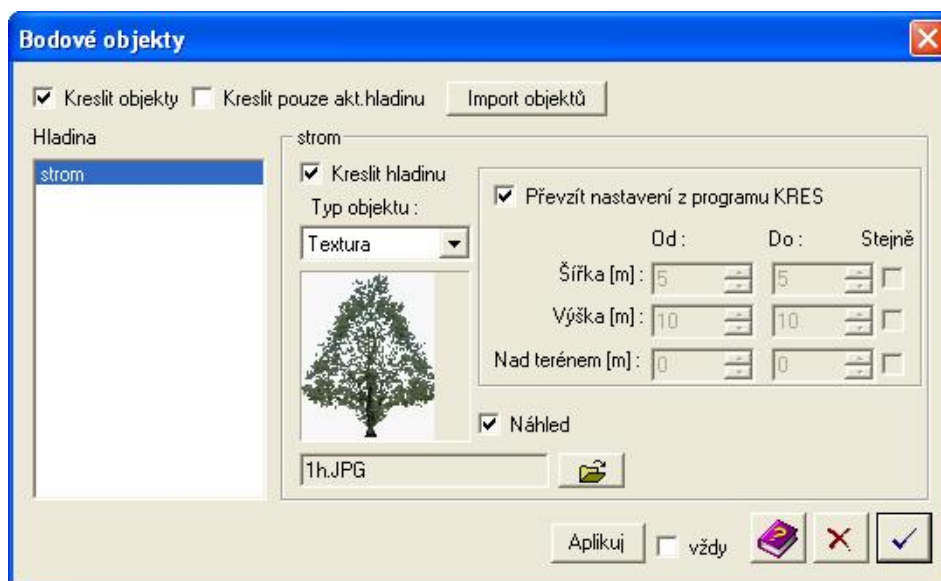 Bodové objekty
Kreslit objekty Kreslit pouze akt.hladinu Import objektů
Hladina
strom
strom
Kreslit hladinu
Typ objektu :
Textura
Převzít nastavení z programu KRES
Od : Do : Stejně
Šířka [m] : 5 5
Výška [m] : 10 10
Nad terénem [m] : 0 0
Náhled
1h.JPG
Aplikuj vždy